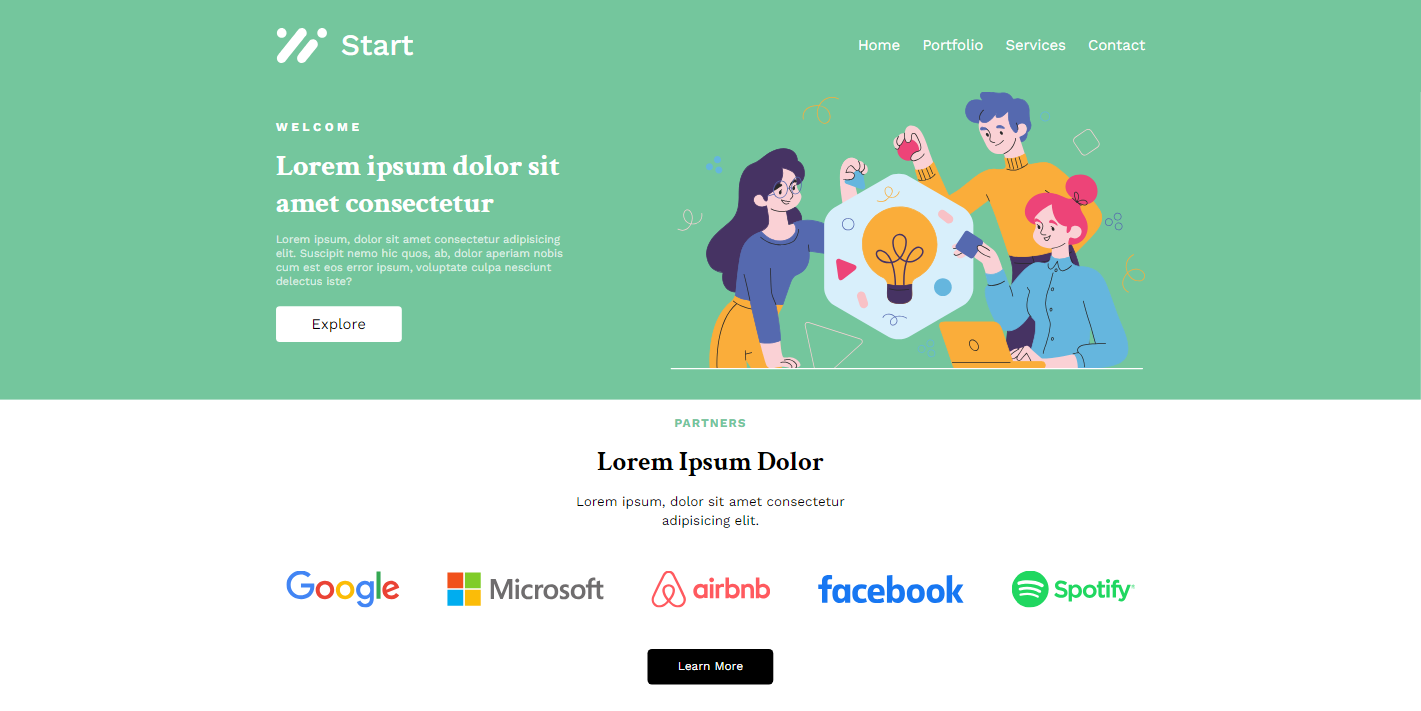 Start
Home Portfolio Services Contact
WELCOME
Lorem ipsum dolor sit
amet consectetur
Lorem ipsum, dolor sit amet consectetur adipisicing
elit. Suscipit nemo hic quos, ab, dolor aperiam nobis
cum est eos error ipsum, voluptate culpa nesciunt
delectus iste?
Explore
PARTNERS
Lorem Ipsum Dolor
Lorem ipsum, dolor sit amet consectetur
adipisicing elit.
Google Microsoft airbnb facebook Spotify
Learn More